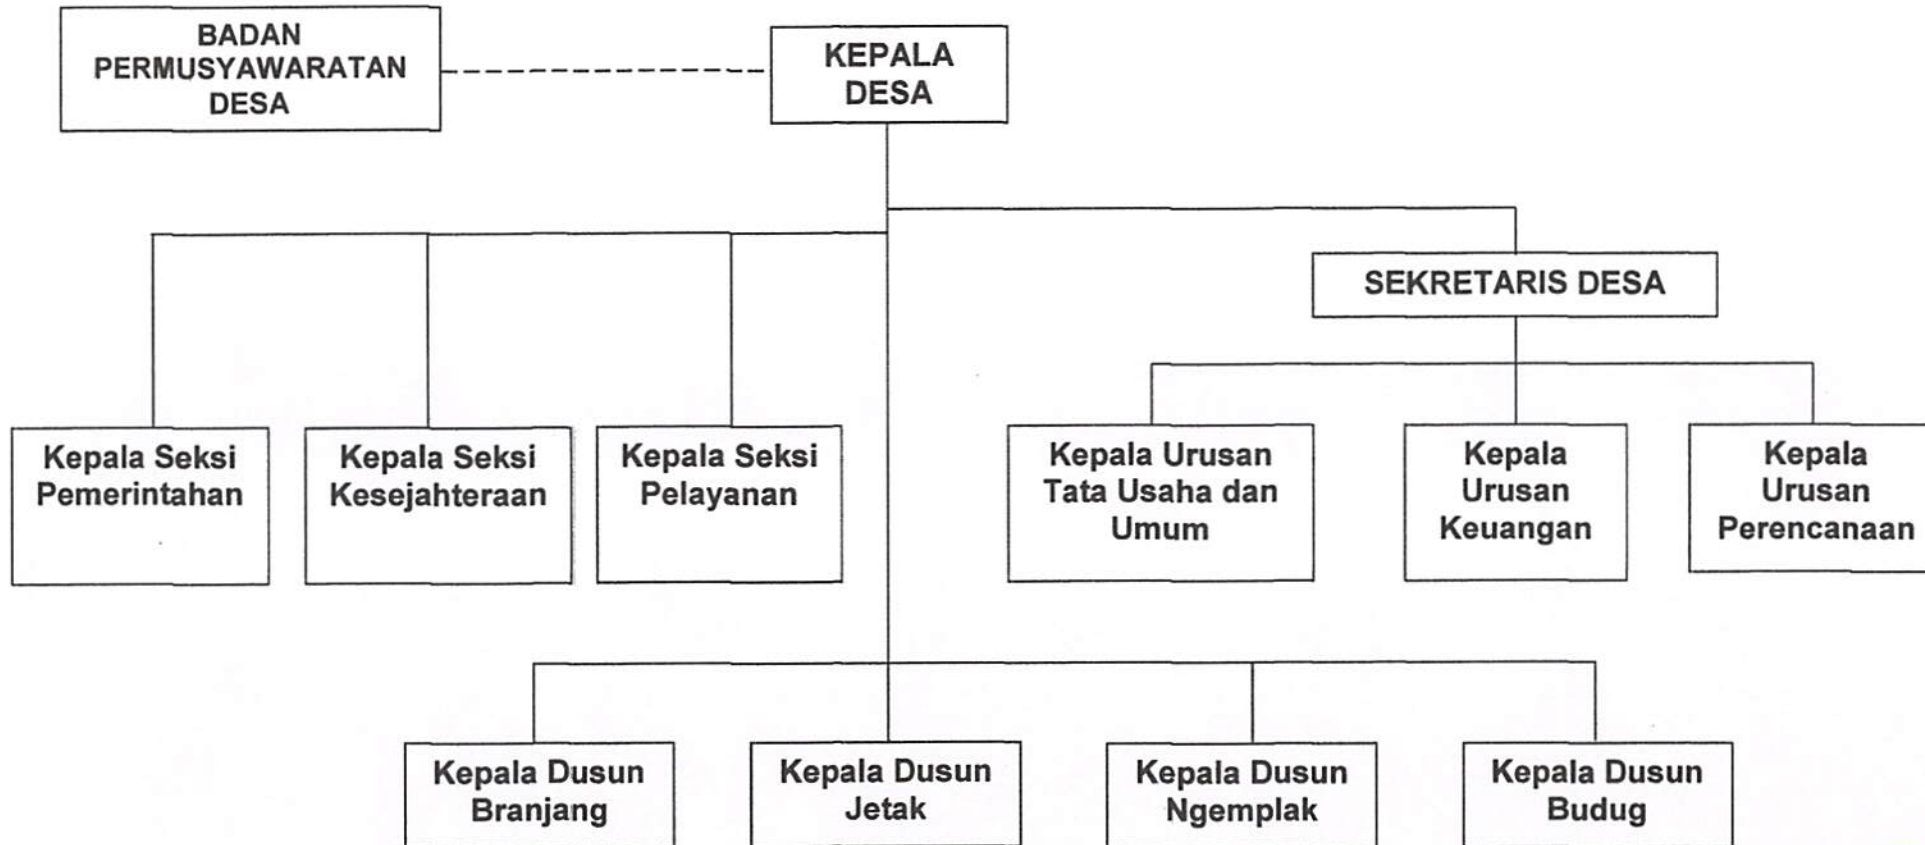 BADAN
PERMUSYAWARATAN
DESA
KEPALA
DESA
SEKRETARIS DESA
Kepala Seksi
Pemerintahan
Kepala Seksi
Kesejahteraan
Kepala Seksi
Pelayanan
Kepala Urusan
Tata Usaha dan
Umum
Kepala
Urusan
Keuangan
Kepala
Urusan
Perencanaan
Kepala Dusun
Branjang
Kepala Dusun
Jetak
Kepala Dusun
Ngemplak
Kepala Dusun
Budug